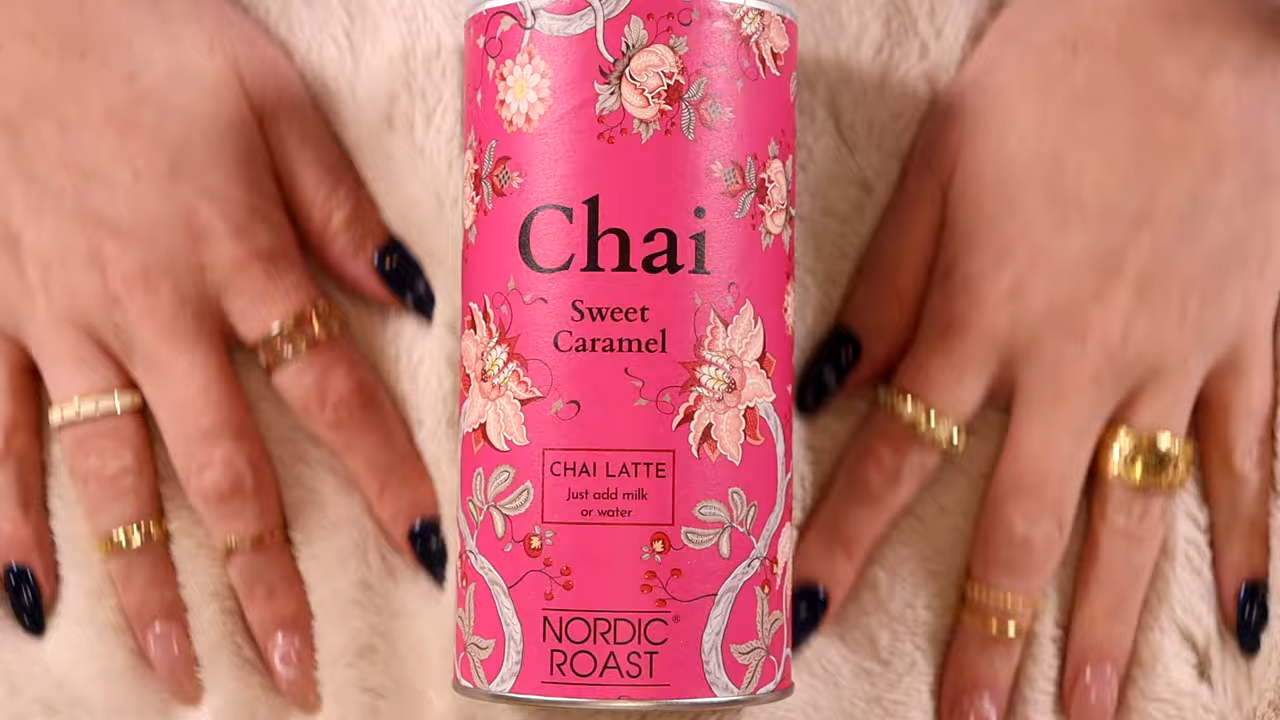 Chai
Sweet
Caramel
CHAI LATTE
Just add milk
or water
NORDIC
ROAST®